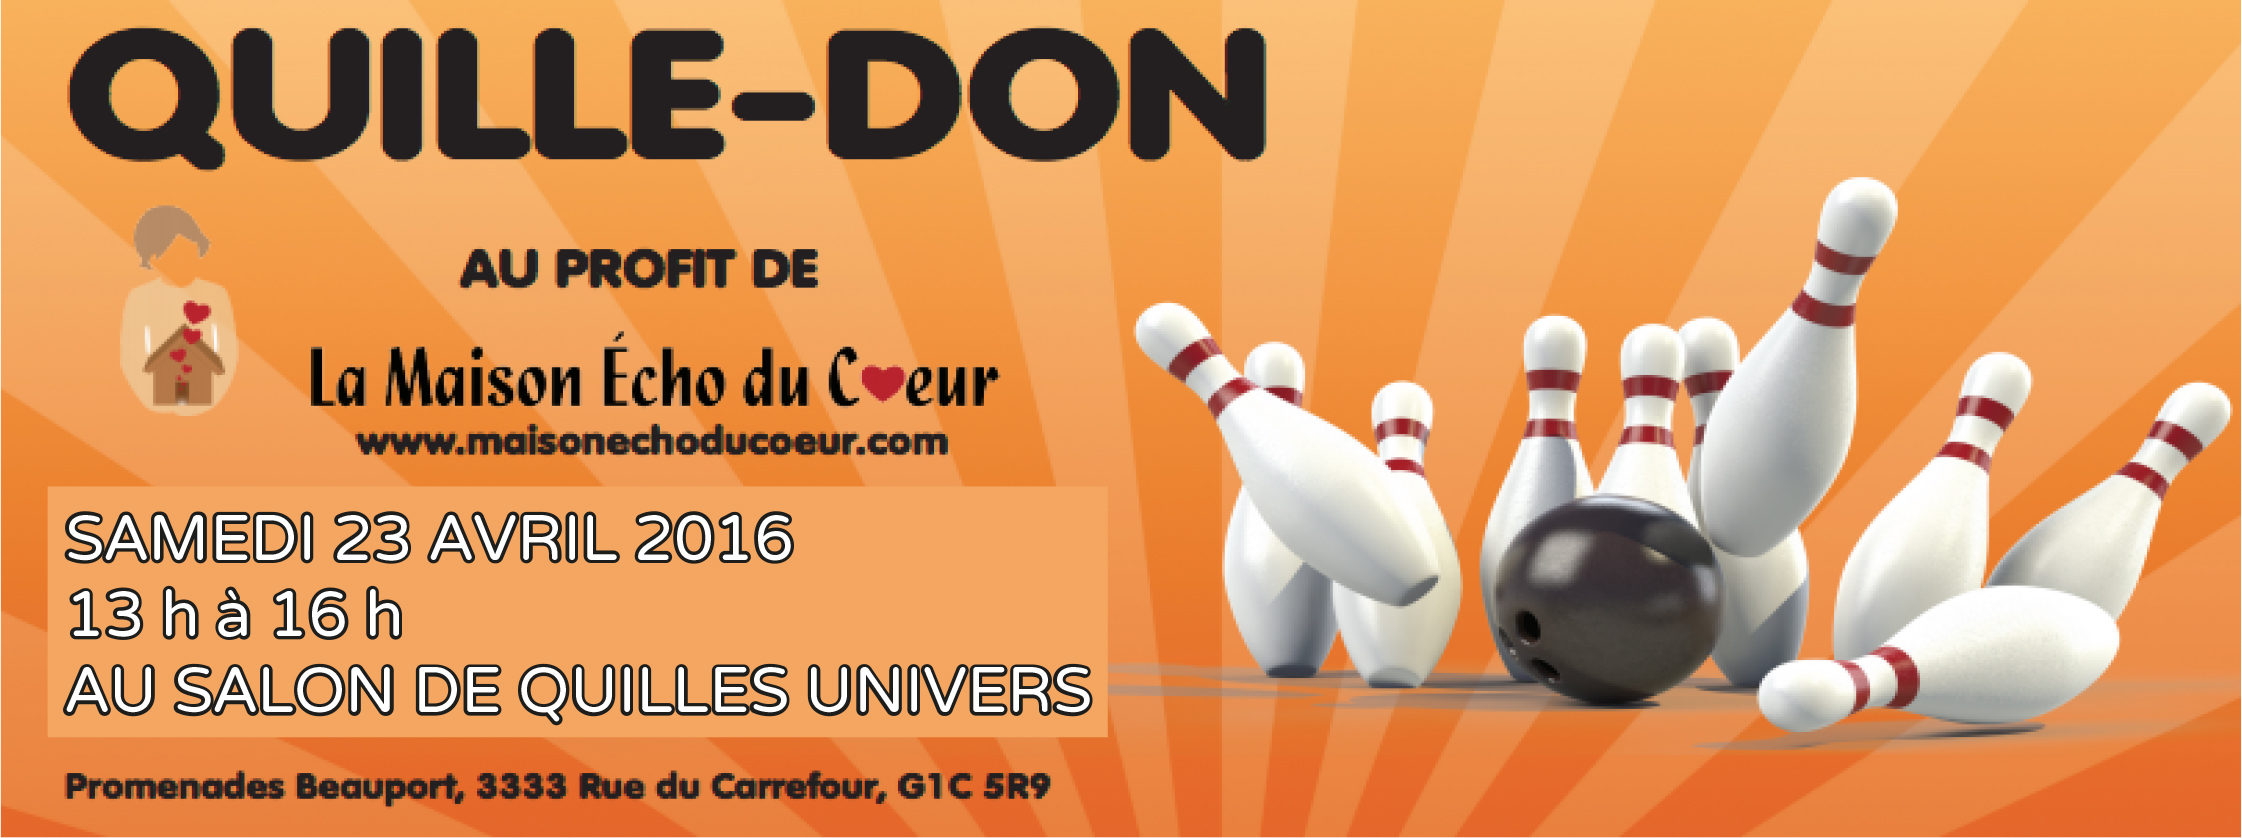 QUILLE-DON
AU PROFIT DE
La Maison Écho du Coeur
www.maisonechoducoeur.com
SAMEDI 23 AVRIL 2016
13 h à 16 h
AU SALON DE QUILLES UNIVERS
Promenades Beauport, 3333 Rue du Carrefour, G1C 5R9